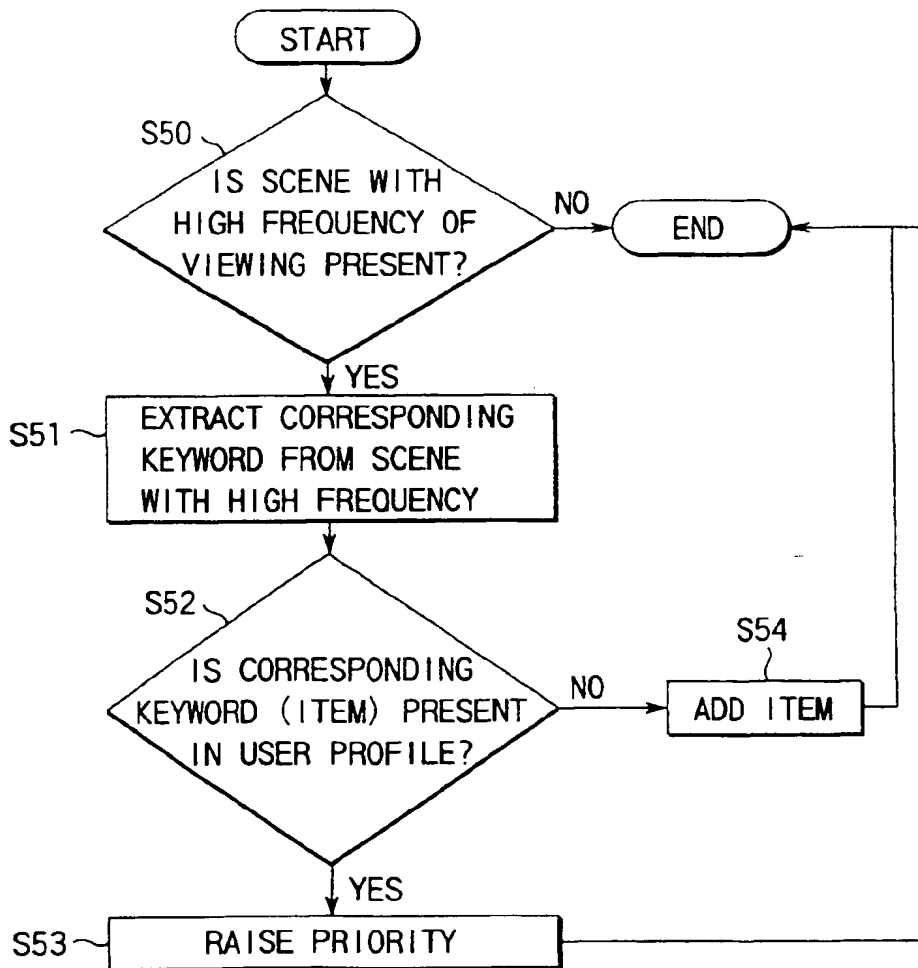 START
S50
IS SCENE WITH
HIGH FREQUENCY OF
VIEWING PRESENT?
NO
END
YES
S51
EXTRACT CORRESPONDING
KEYWORD FROM SCENE
WITH HIGH FREQUENCY
S52
IS CORRESPONDING
KEYWORD (ITEM) PRESENT
IN USER PROFILE?
NO
S54
ADD ITEM
YES
S53
RAISE PRIORITY